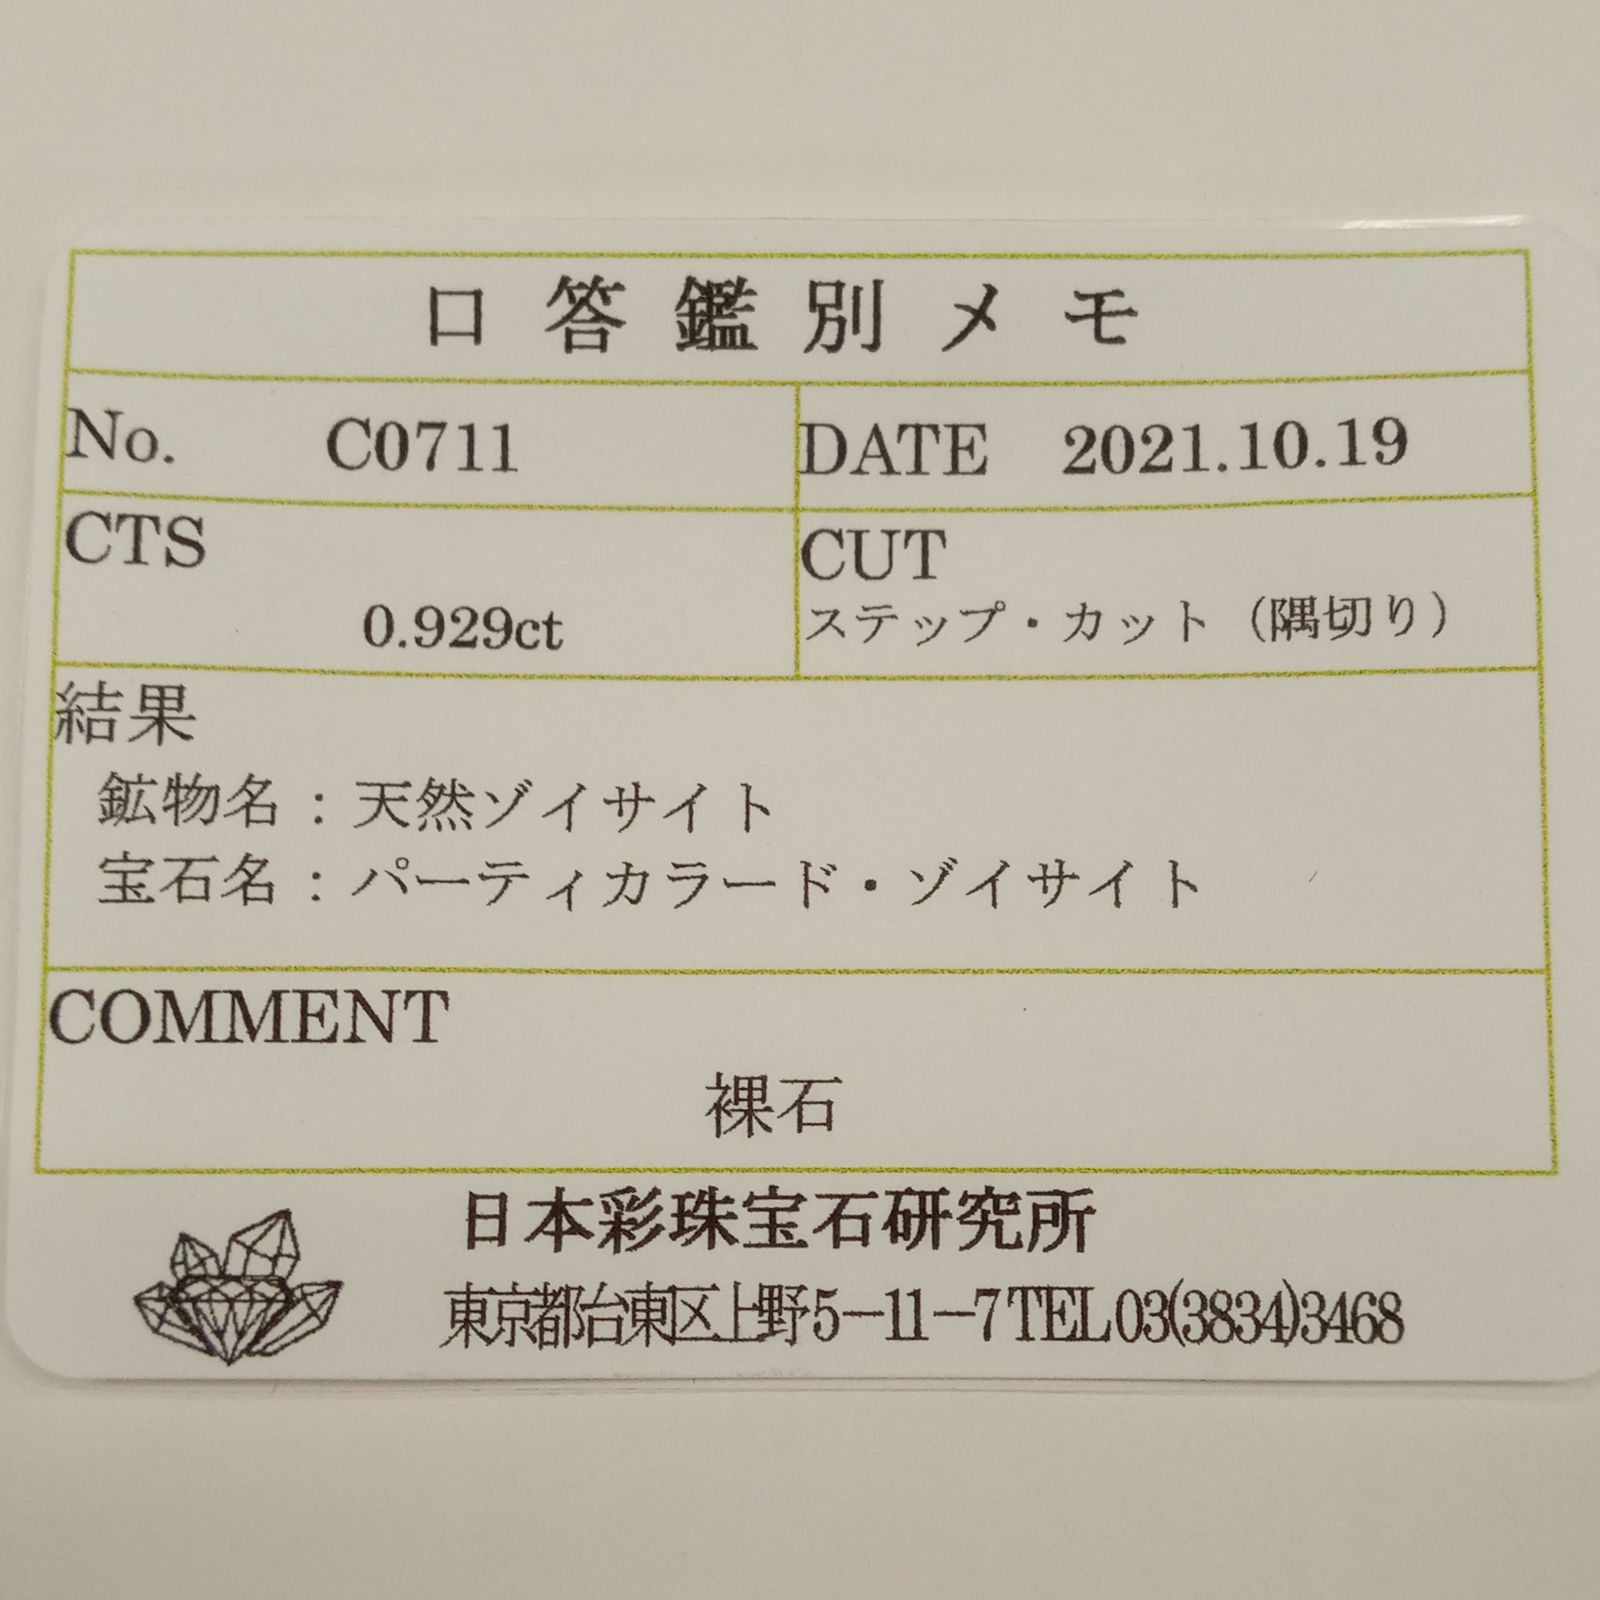 口答鑑別メモ
No. C0711 DATE 2021.10.19
CTS CUT
0.929ct ステップ・カット（隅切り）
結果
鉱物名：天然ゾイサイト
宝石名：パーティカラード・ゾイサイト
COMMENT
裸石
日本彩珠宝石研究所
東京都台東区上野5－11－7TEL03(3834)3468